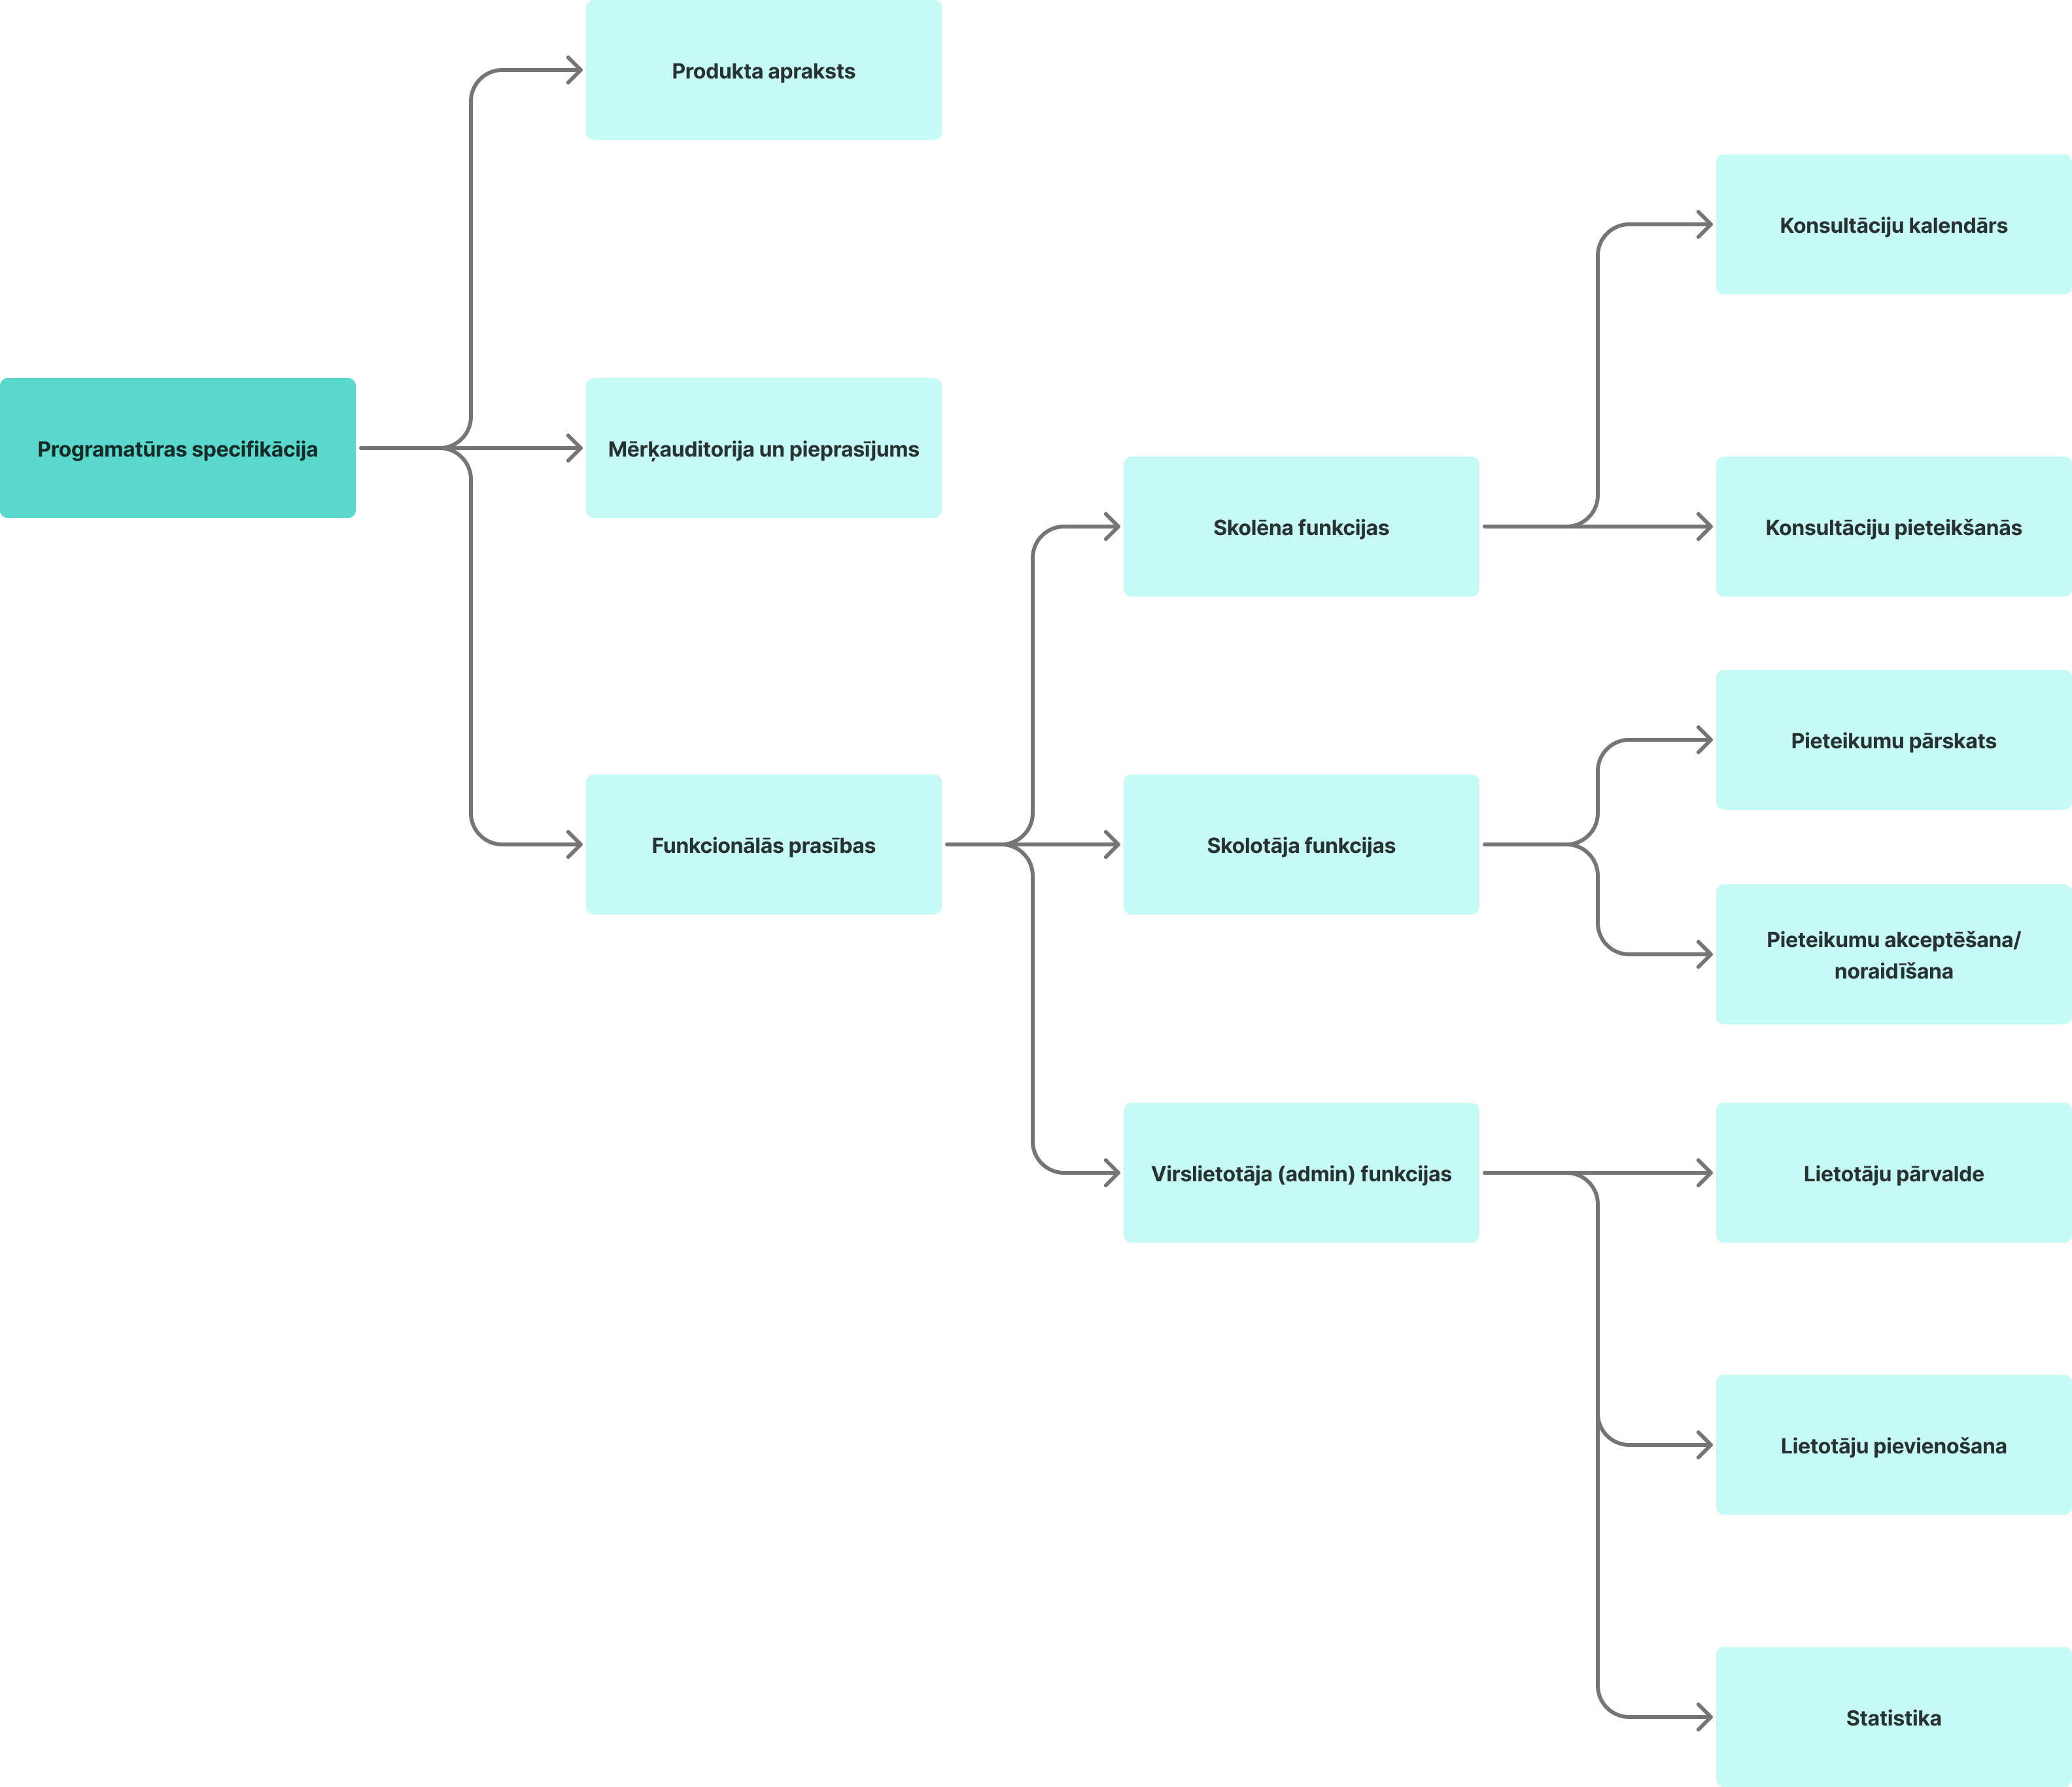 Produkta apraksts
Konsultāciju kalendārs
Programatūras specifikācija
Mērķauditorija un pieprasījums
Skolēna funkcijas
Konsultāciju pieteikšanās
Pieteikumu pārskats
Funkcionālās prasības
Skolotāja funkcijas
Pieteikumu akceptēšana/
noraidīšana
Virslietotāja (admin) funkcijas
Lietotāju pārvalde
Lietotāju pievienošana
Statistika